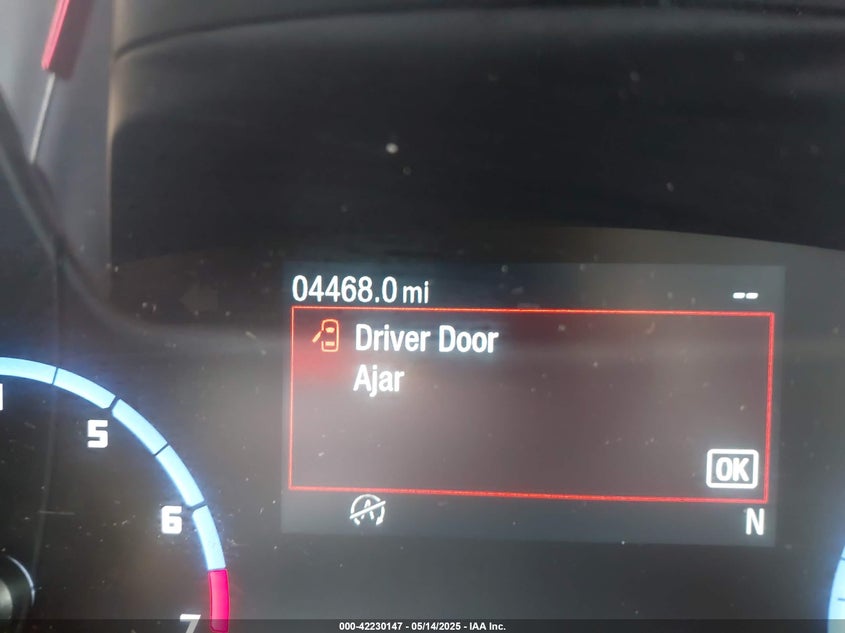 04468.0 mi --
Driver Door
Ajar
OK
N
5
6
7
000-42230147 - 05/14/2025 - IAA Inc.